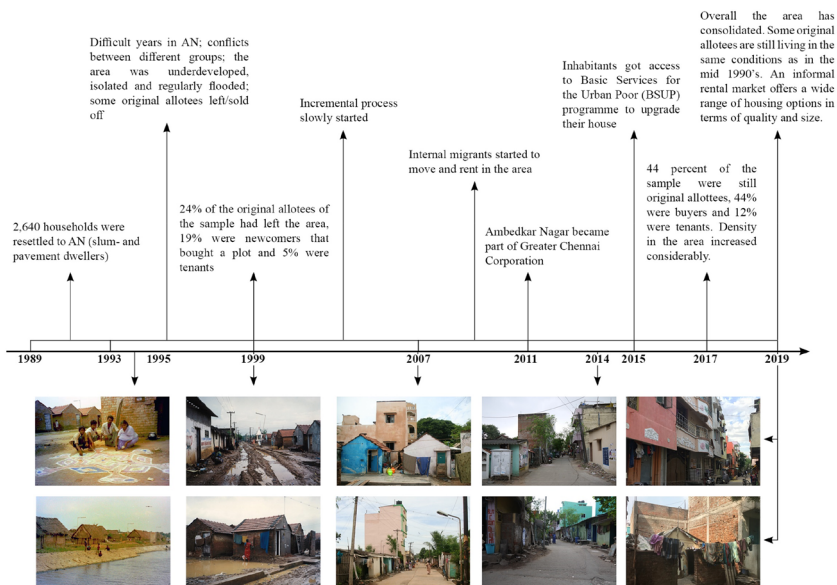 Difficult years in AN; conflicts
between different groups; the
area was underdeveloped,
isolated and regularly flooded;
some original allotees left/sold
off
Incremental process
slowly started
Inhabitants got access
to Basic Services for
the Urban Poor (BSUP)
programme to upgrade
their house
Overall the area has
consolidated. Some original
allotees are still living in the
same conditions as in the
mid 1990's. An informal
rental market offers a wide
range of housing options in
terms of quality and size.
2,640 households were
resettled to AN (slum- and
pavement dwellers)
24% of the original allotees of
the sample had left the area,
19% were newcomers that
bought a plot and 5% were
tenants
Internal migrants started to
move and rent in the area
Ambedkar Nagar became
part of Greater Chennai
Corporation
44 percent of the
sample were still
original allottees, 44%
were buyers and 12%
were tenants. Density
in the area increased
considerably.
1989 1993 1995 1999 2007 2011 2014 2015 2017 2019